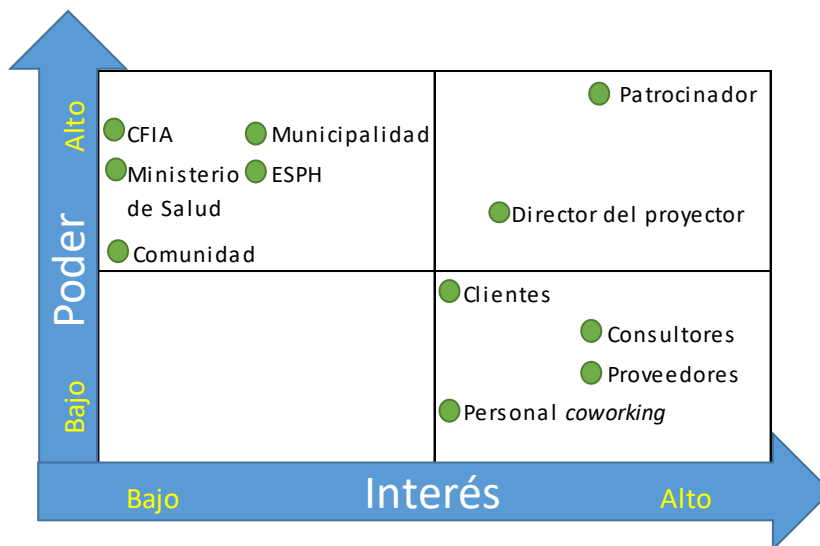 Alto
Poder
Bajo
CFIA
Municipalidad
Ministerio
de Salud
ESPH
Comunidad
Patrocinador
Director del proyector
Clientes
Consultores
Proveedores
Personal coworking
Bajo
Interés
Alto